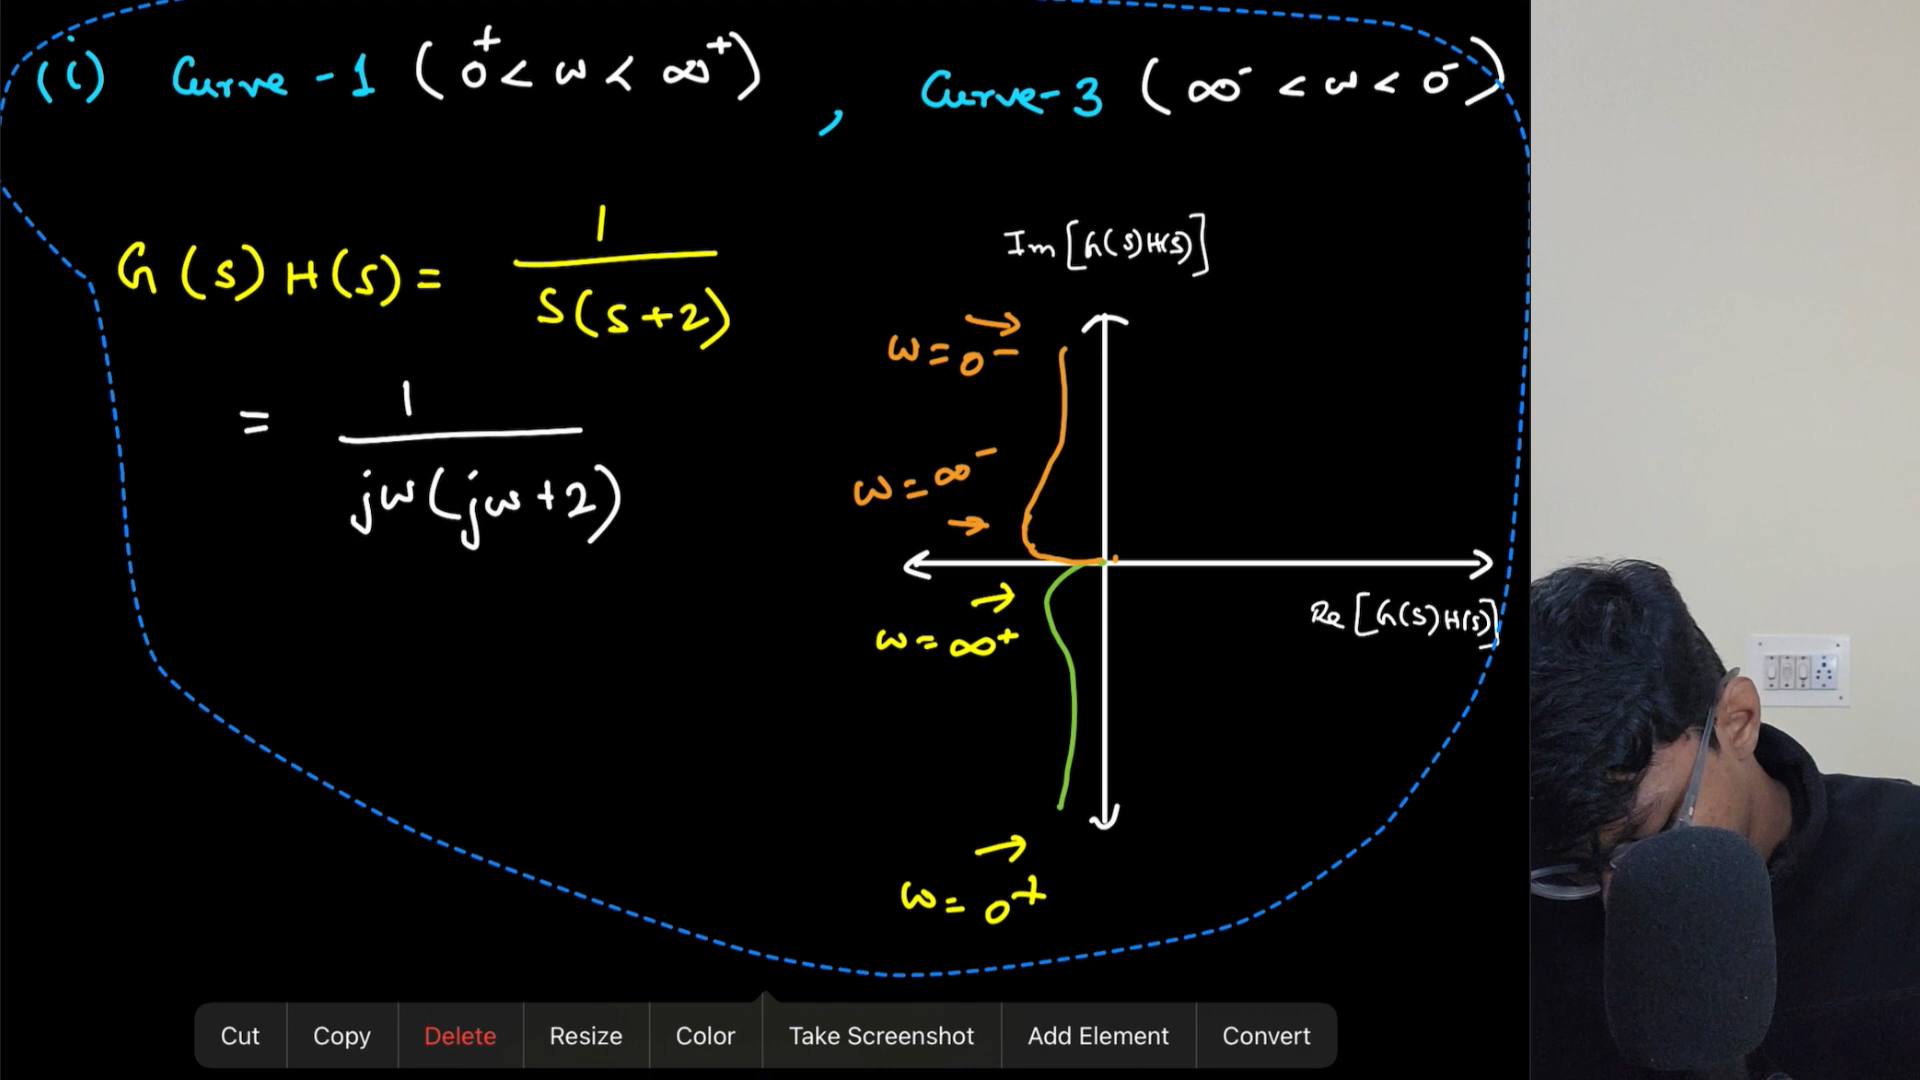 (i) Curve-1 (0⁺ < ω < ∞⁺) , Curve-3 (∞⁻ < ω < 0⁻)
G(s)H(s) = 1 / s(s+2)
= 1 / jω(jω+2)
Im[G(s)H(s)]
ω = 0⁻
ω = ∞⁻
Re[G(s)H(s)]
ω = ∞⁺
ω = 0⁺
Cut Copy Delete Resize Color Take Screenshot Add Element Convert